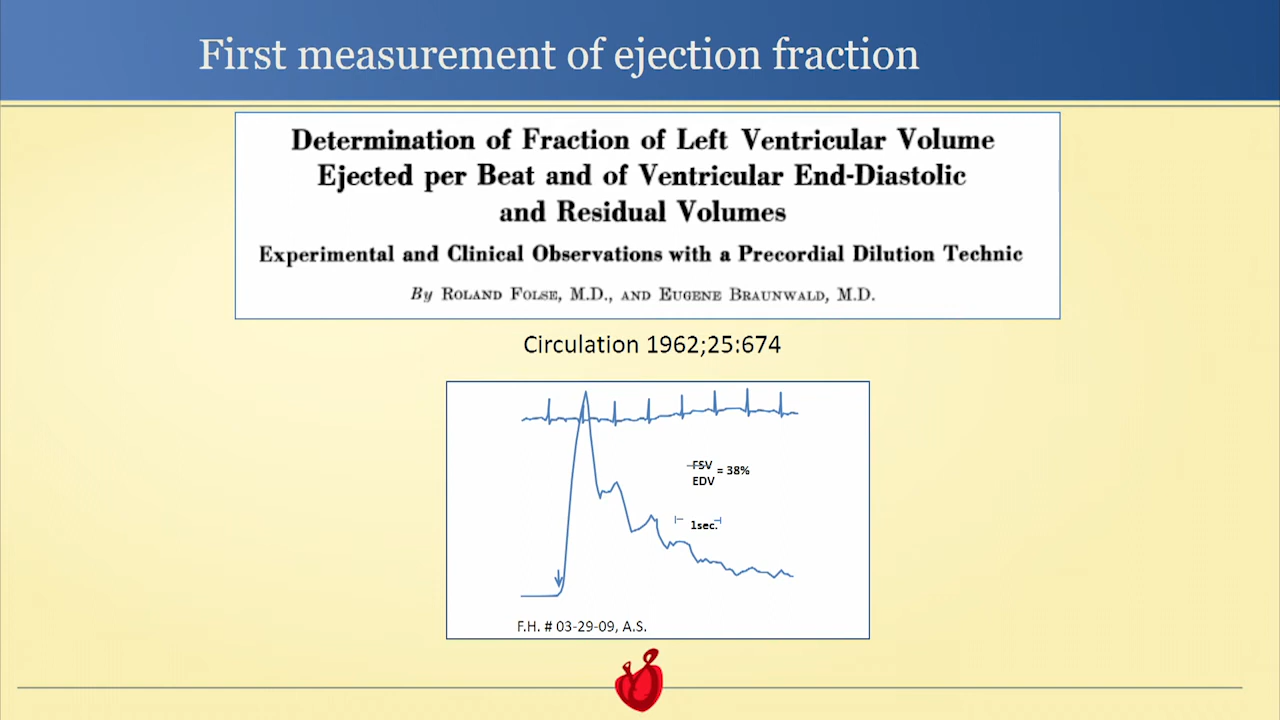 First measurement of ejection fraction
Determination of Fraction of Left Ventricular Volume
Ejected per Beat and of Ventricular End-Diastolic
and Residual Volumes
Experimental and Clinical Observations with a Precordial Dilution Technic
By ROLAND FOLSE, M.D., AND EUGENE BRAUNWALD, M.D.
Circulation 1962;25:674
FSV
= 38%
EDV
1sec.
F.H. # 03-29-09, A.S.